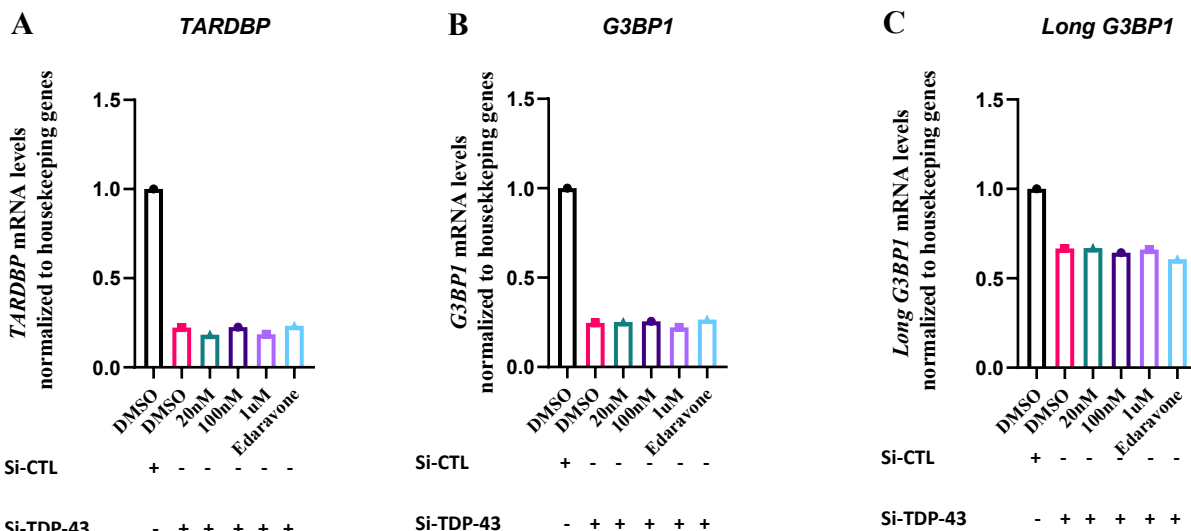 A
TARDBP
TARDBP mRNA levels
normalized to housekeeping genes
1.5
1.0
0.5
0.0
DMSO
DMSO
20nM
100nM
1uM
Edaravone
Si-CTL + - - - - -
Si-TDP-43 - + + + + +
B
G3BP1
G3BP1 mRNA levels
normalized to housekkeping genes
1.5
1.0
0.5
0.0
DMSO
DMSO
20nM
100nM
1uM
Edaravone
Si-CTL + - - - - -
Si-TDP-43 - + + + + +
C
Long G3BP1
Long G3BP1 mRNA levels
normalized to housekeeping genes
1.5
1.0
0.5
0.0
DMSO
DMSO
20nM
100nM
1uM
Edaravone
Si-CTL + - - - - -
Si-TDP-43 - + + + + +